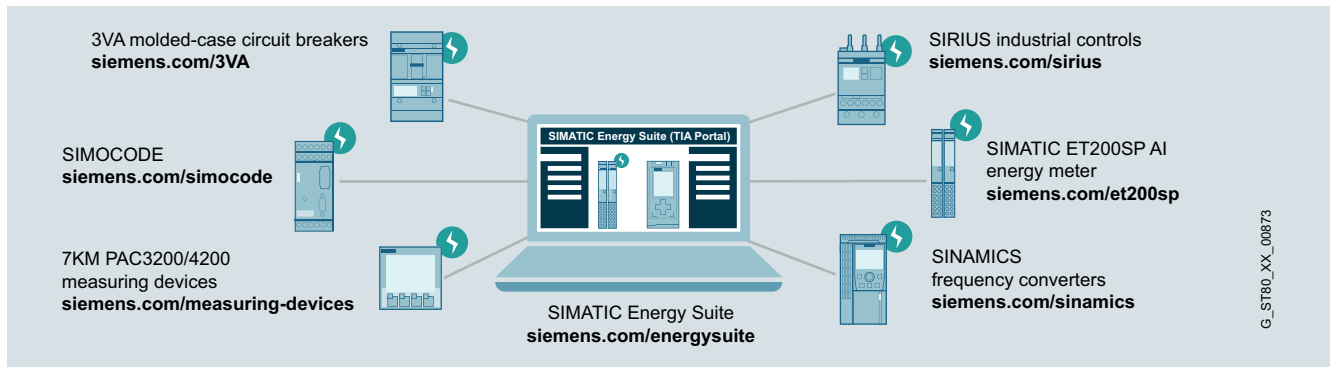 3VA molded-case circuit breakers
siemens.com/3VA
SIMOCODE
siemens.com/simocode
7KM PAC3200/4200
measuring devices
siemens.com/measuring-devices
SIMATIC Energy Suite (TIA Portal)
SIMATIC Energy Suite
siemens.com/energysuite
SIRIUS industrial controls
siemens.com/sirius
SIMATIC ET200SP AI
energy meter
siemens.com/et200sp
SINAMICS
frequency converters
siemens.com/sinamics
G_ST80_XX_00873